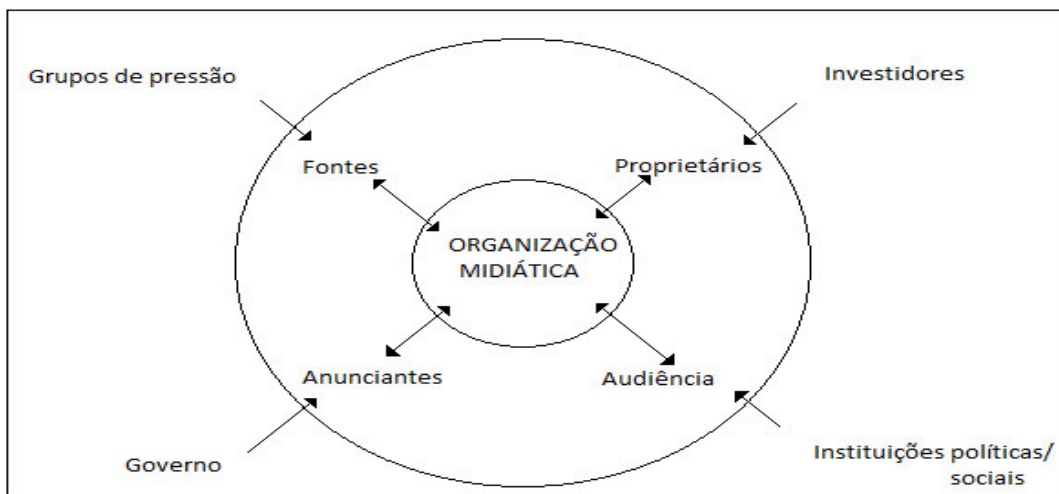 Grupos de pressão
Investidores
Fontes
Proprietários
ORGANIZAÇÃO
MIDIÁTICA
Anunciantes
Audiência
Governo
Instituições políticas/
sociais